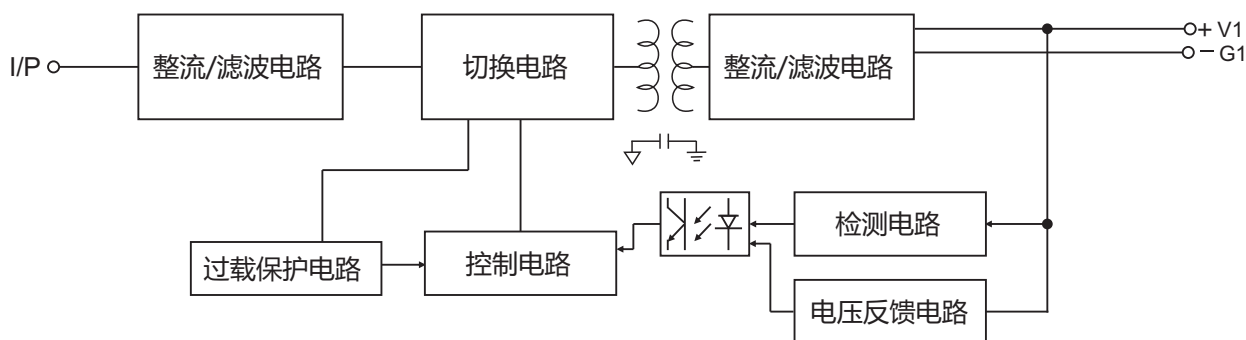 I/P
整流/滤波电路
切换电路
整流/滤波电路
+ V1
- G1
检测电路
过载保护电路
控制电路
电压反馈电路